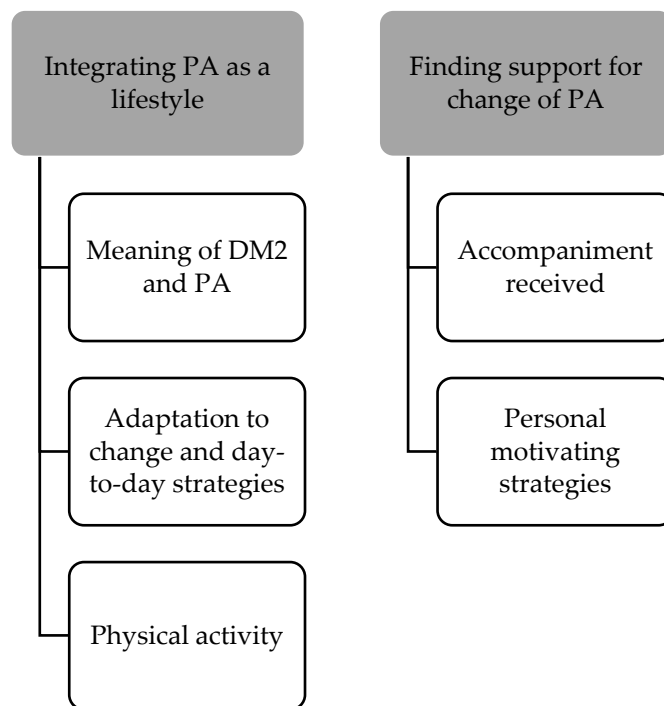 Integrating PA as a
lifestyle
Meaning of DM2
and PA
Adaptation to
change and day-
to-day strategies
Physical activity
Finding support for
change of PA
Accompaniment
received
Personal
motivating
strategies